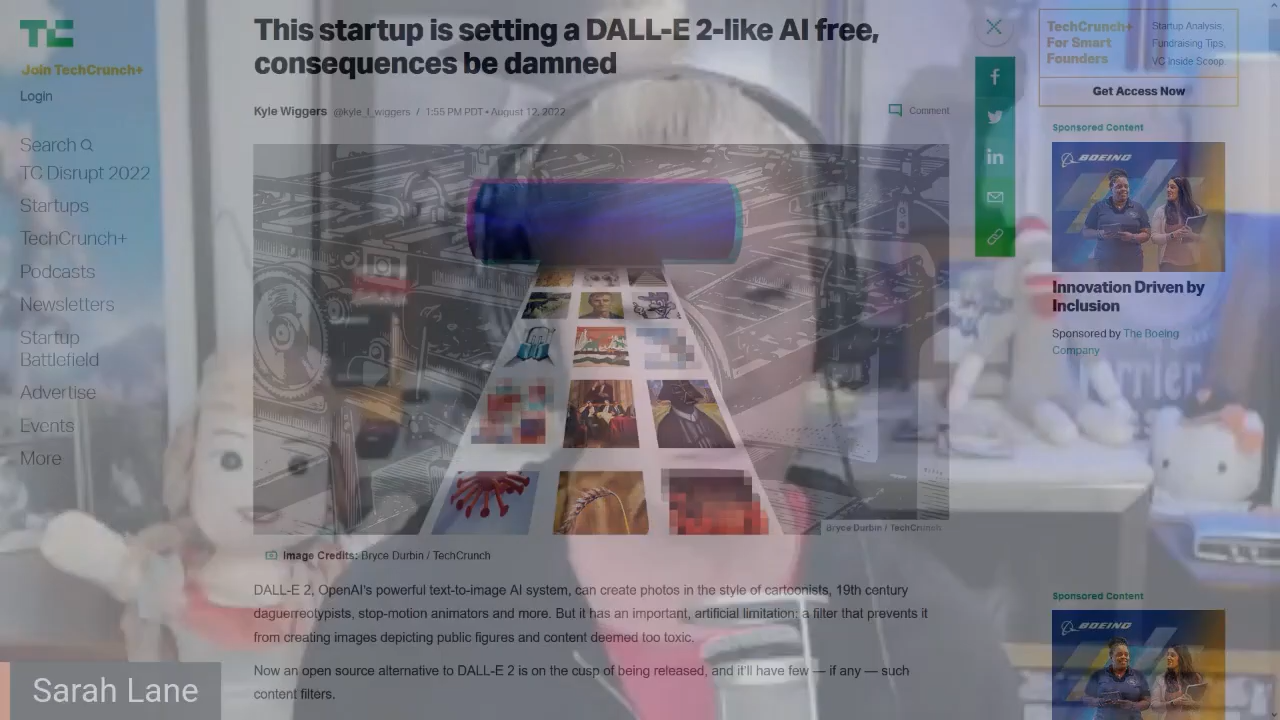 TC
Join TechCrunch+
Login
Search
TC Disrupt 2022
Startups
TechCrunch+
Podcasts
Newsletters
Startup
Battlefield
Advertise
Events
More
This startup is setting a DALL-E 2-like AI free,
consequences be damned
Kyle Wiggers @kyle_l_wiggers / 1:55 PM PDT • August 12, 2022
Comment
Bryce Durbin / TechCrunch
Image Credits: Bryce Durbin / TechCrunch
DALL-E 2, OpenAI's powerful text-to-image AI system, can create photos in the style of cartoonists, 19th century
daguerreotypists, stop-motion animators and more. But it has an important, artificial limitation: a filter that prevents it
from creating images depicting public figures and content deemed too toxic.
Now an open source alternative to DALL-E 2 is on the cusp of being released, and it'll have few — if any — such
content filters.
TechCrunch+
For Smart
Founders
Startup Analysis,
Fundraising Tips,
VC Inside Scoop.
Get Access Now
Sponsored Content
BOEING
Innovation Driven by
Inclusion
Sponsored by The Boeing
Company
Sponsored Content
BOEING
Sarah Lane